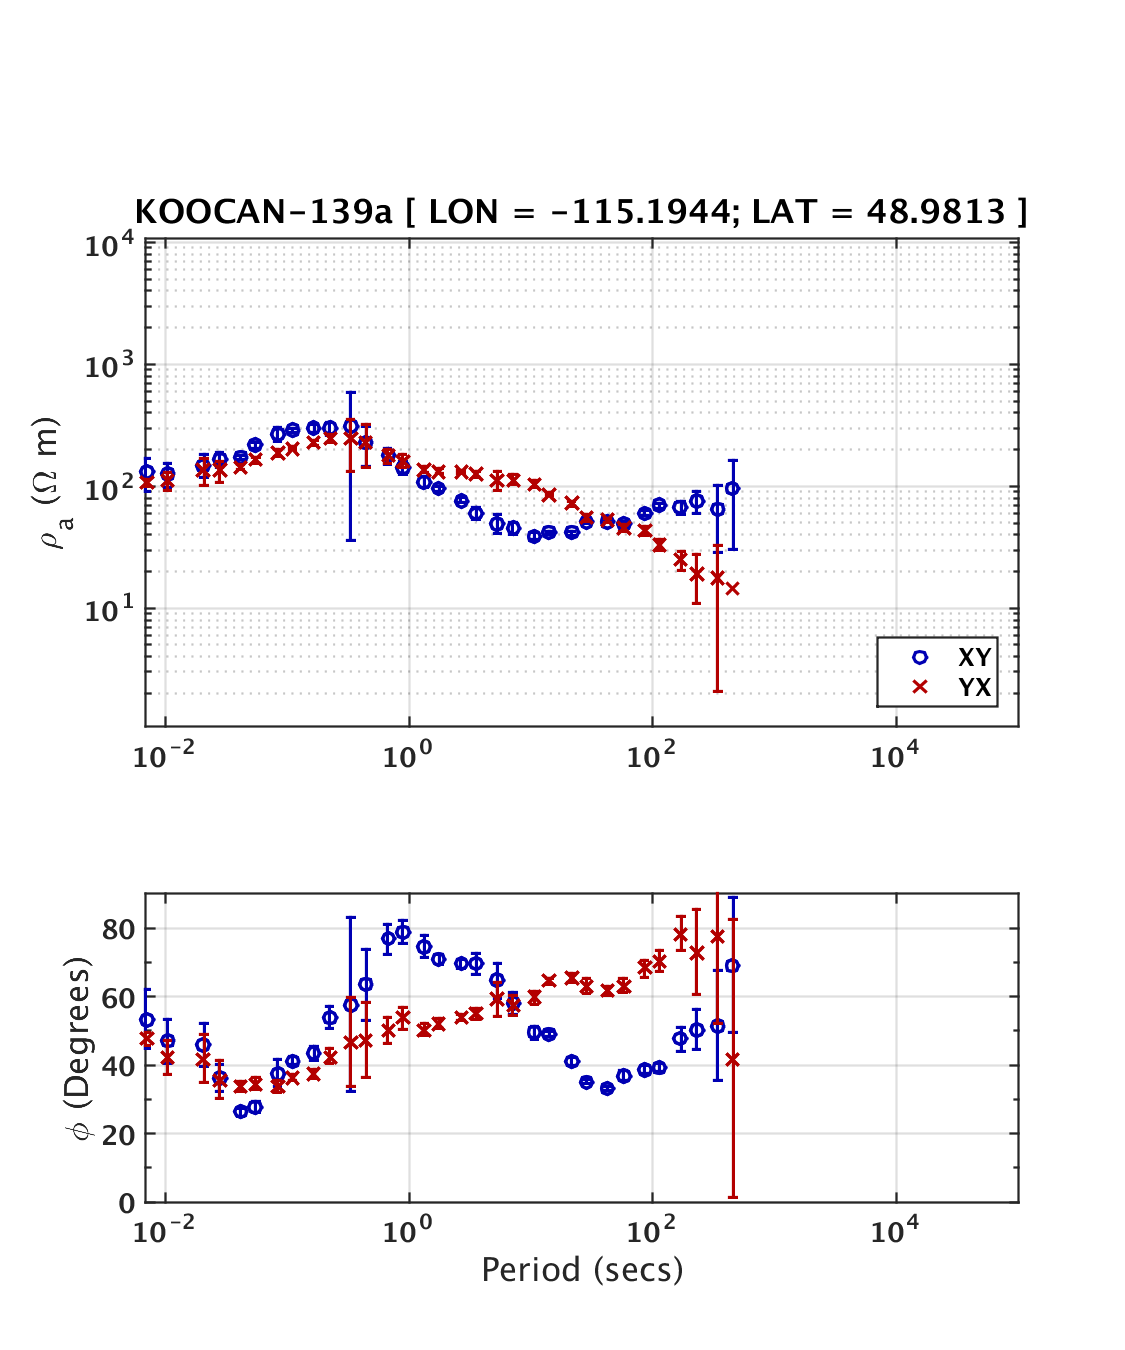 KOOCAN-139a [ LON = -115.1944; LAT = 48.9813 ]
10^4
10^3
10^2
10^1
ρ_a (Ω m)
XY
YX
10^-2 10^0 10^2 10^4
80
60
40
20
0
ϕ (Degrees)
10^-2 10^0 10^2 10^4
Period (secs)